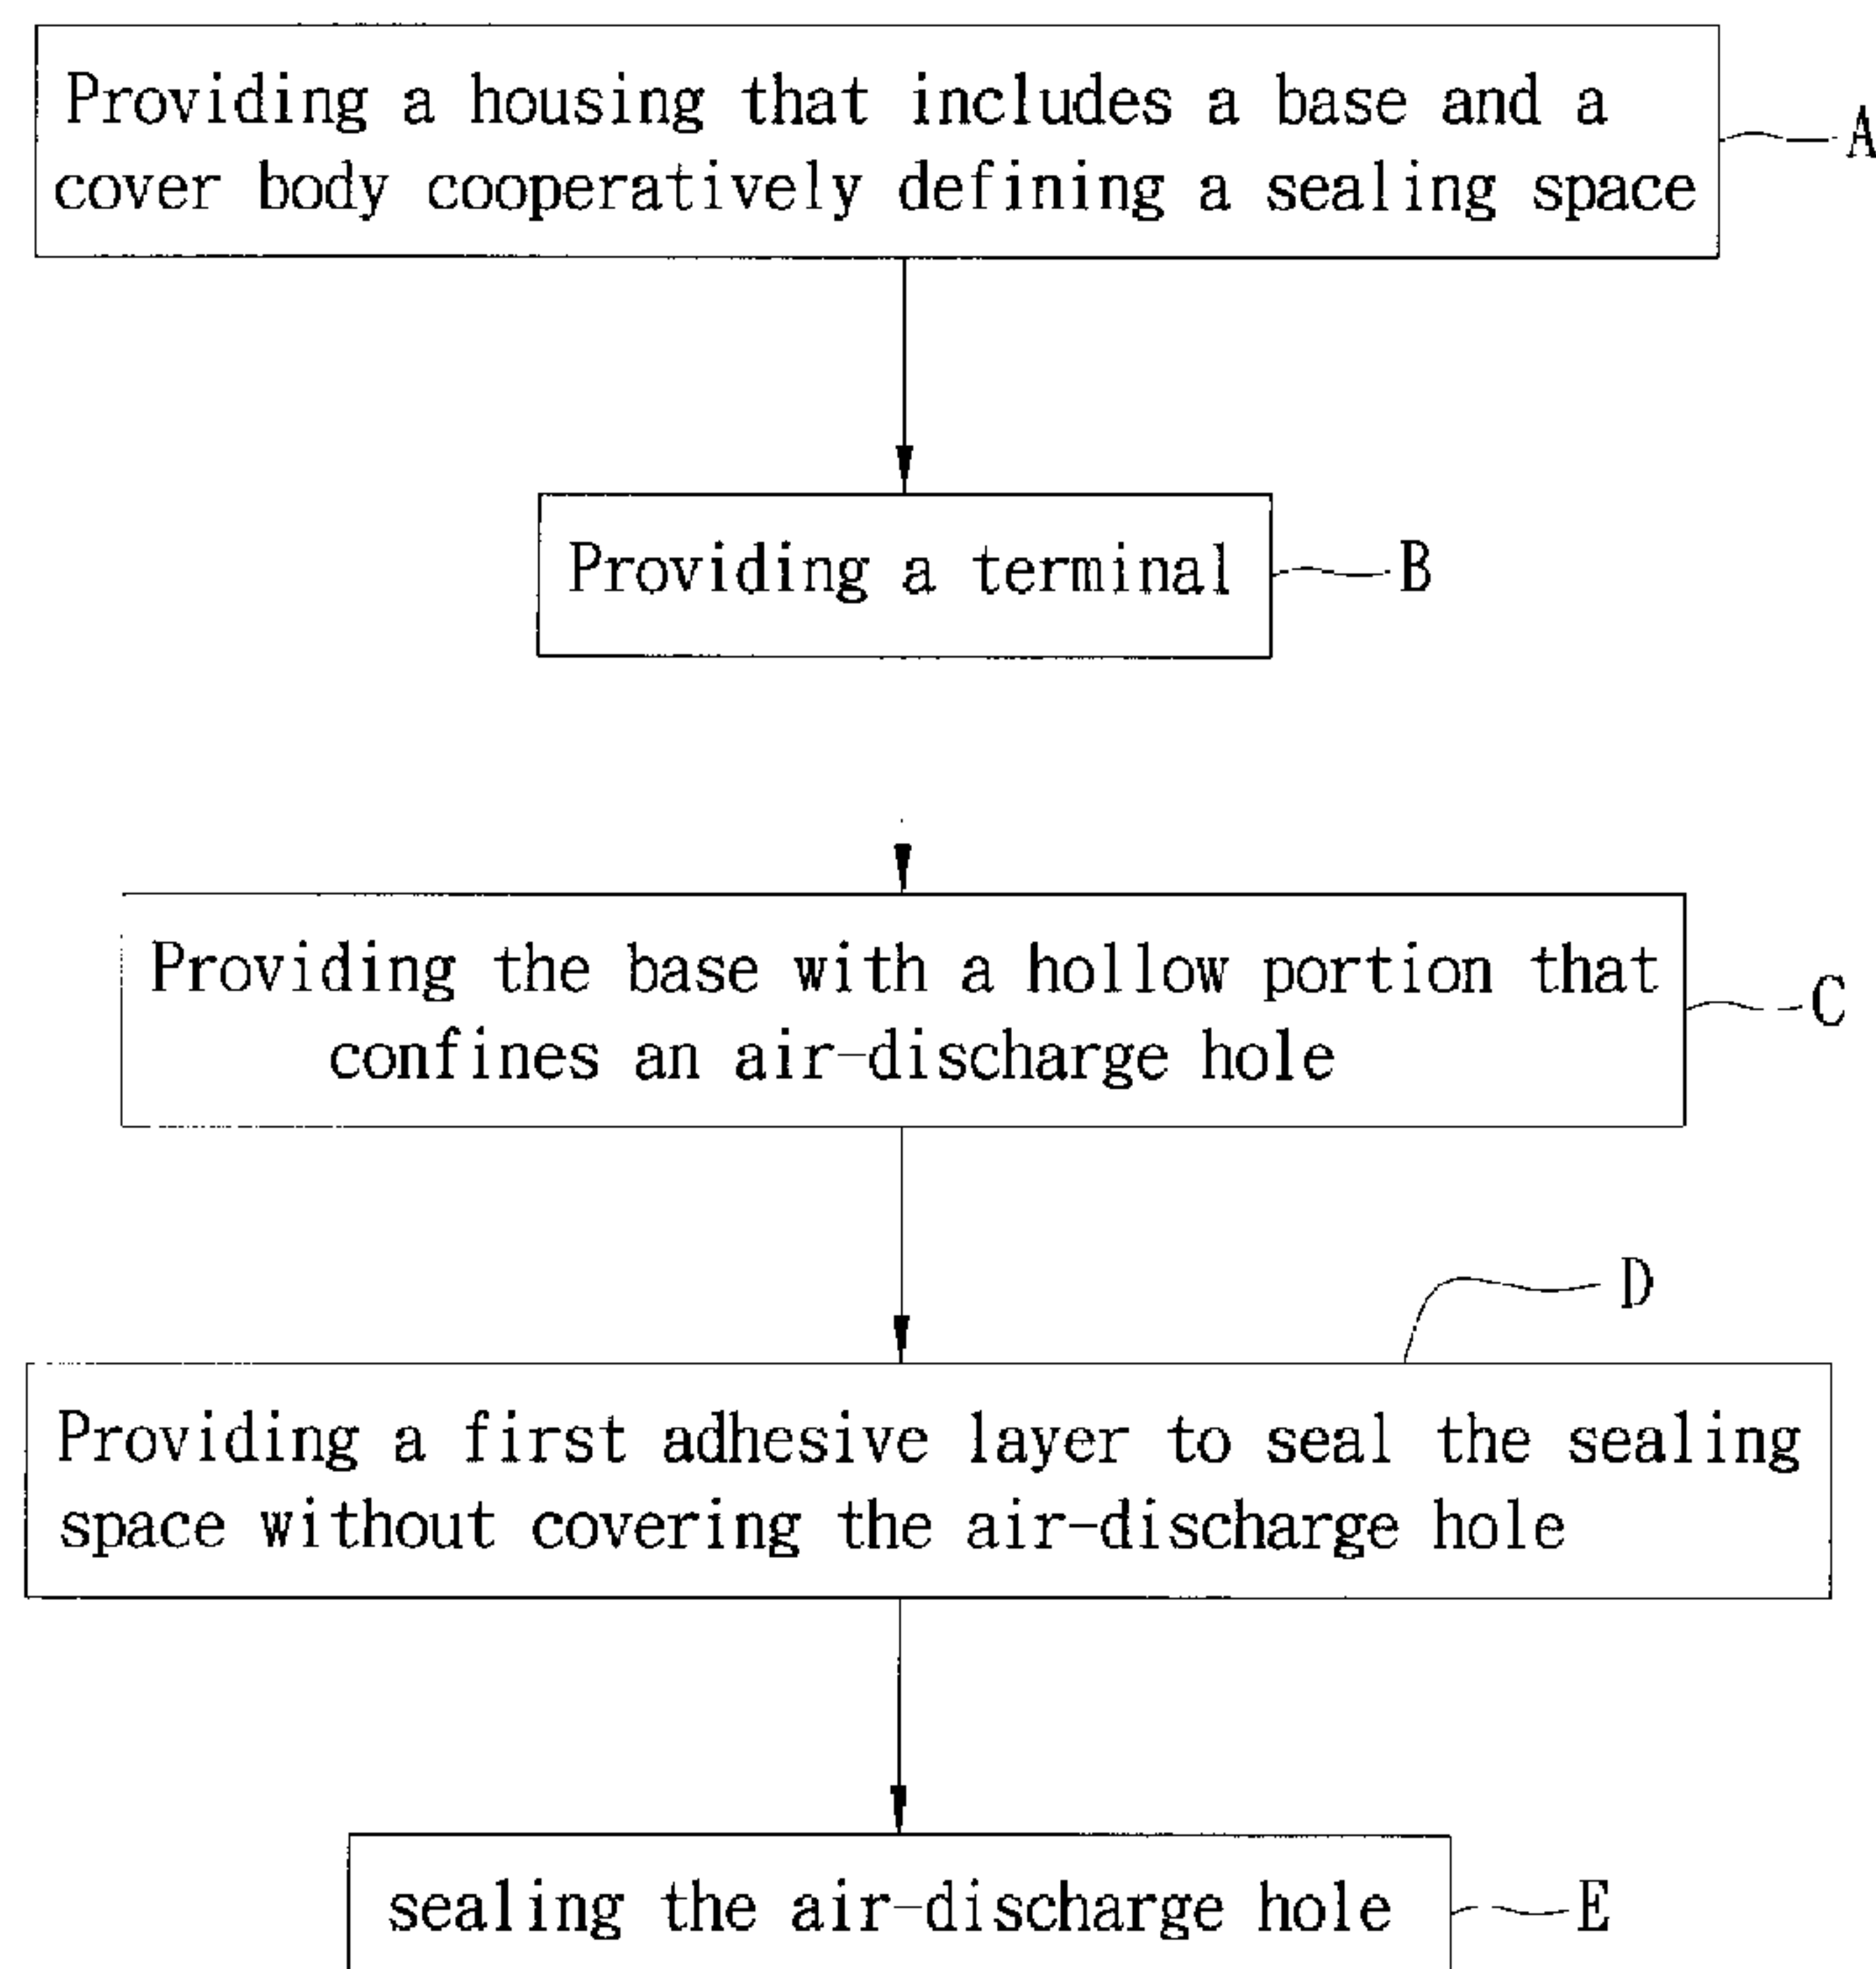 Providing a housing that includes a base and a
cover body cooperatively defining a sealing space
A
Providing a terminal
B
Providing the base with a hollow portion that
confines an air-discharge hole
C
D
Providing a first adhesive layer to seal the sealing
space without covering the air-discharge hole
sealing the air-discharge hole
E